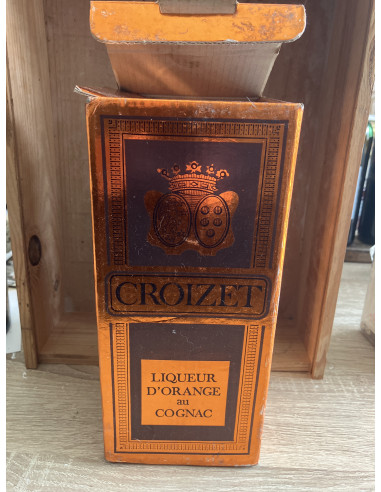 CROIZET
LIQUEUR
D'ORANGE
au
COGNAC